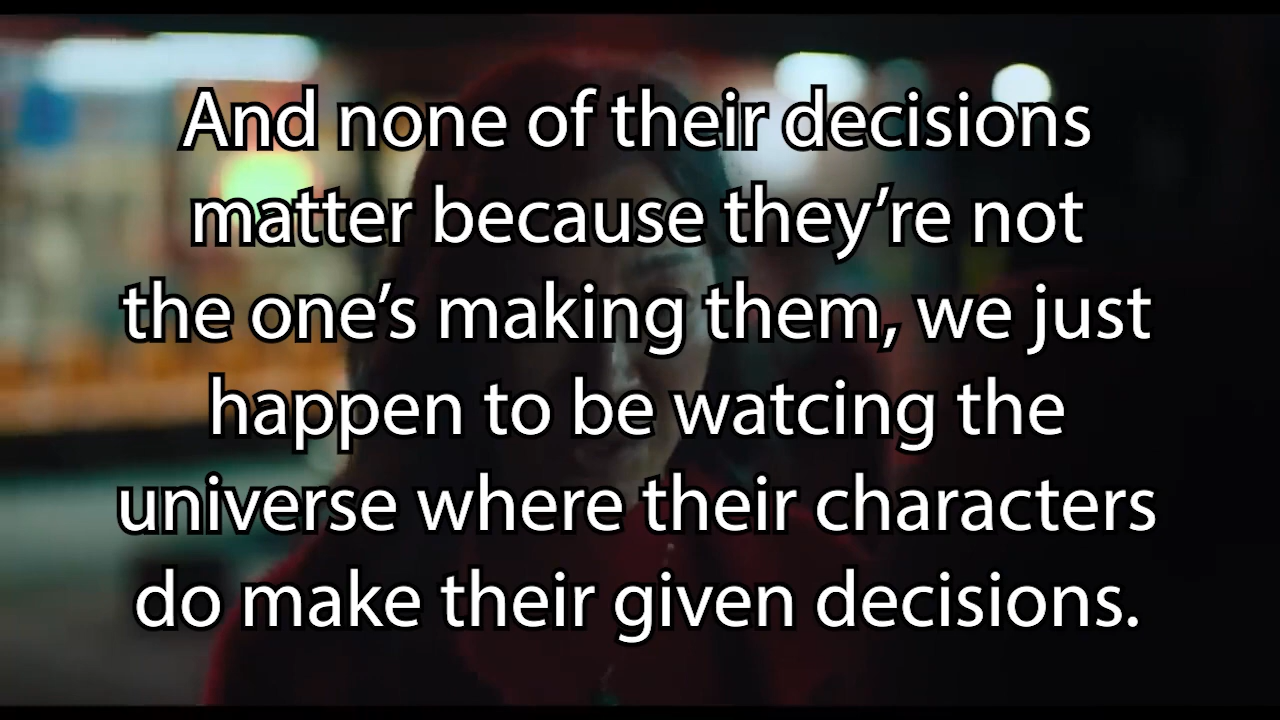 And none of their decisions
matter because they’re not
the one’s making them, we just
happen to be watcing the
universe where their characters
do make their given decisions.